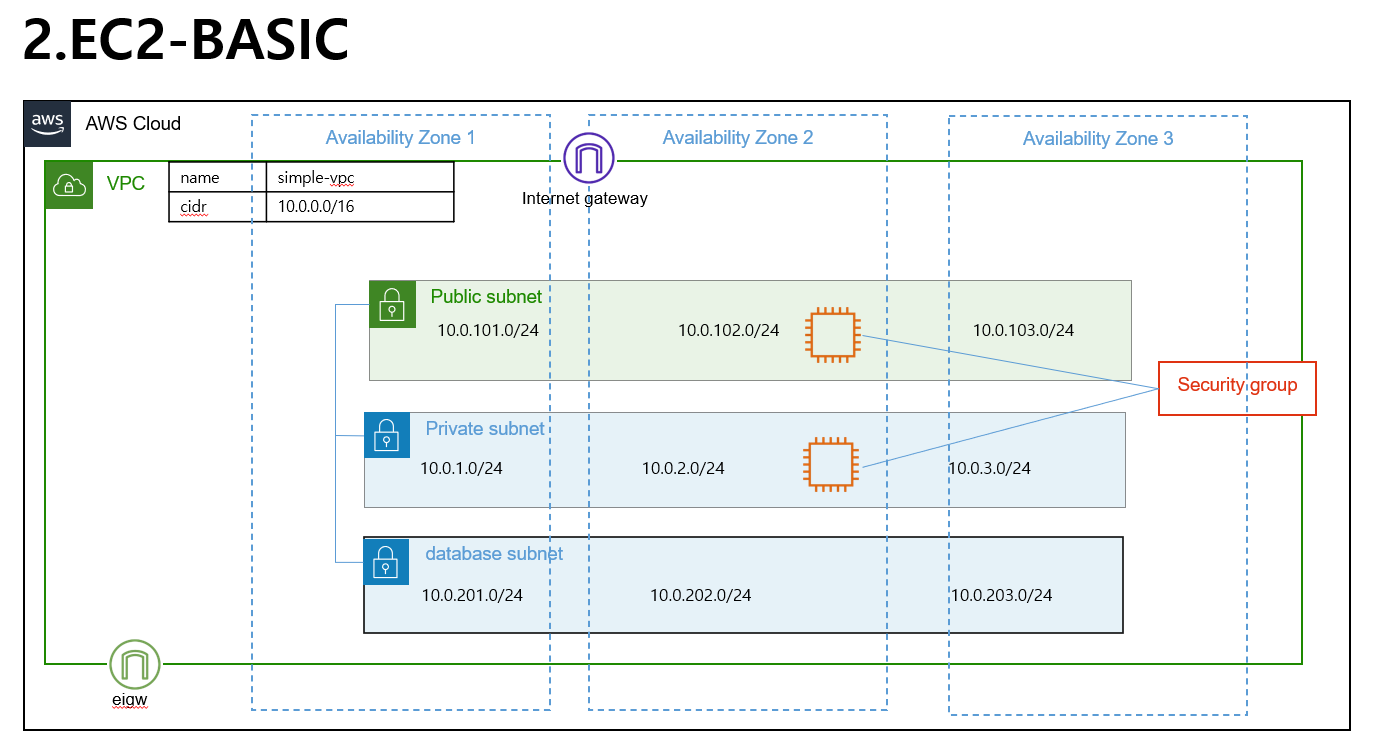 2.EC2-BASIC
aws
AWS Cloud
Availability Zone 1
Availability Zone 2
Availability Zone 3
VPC
name
simple-vpc
cidr
10.0.0.0/16
Internet gateway
Public subnet
10.0.101.0/24
10.0.102.0/24
10.0.103.0/24
Security group
Private subnet
10.0.1.0/24
10.0.2.0/24
10.0.3.0/24
database subnet
10.0.201.0/24
10.0.202.0/24
10.0.203.0/24
eigw